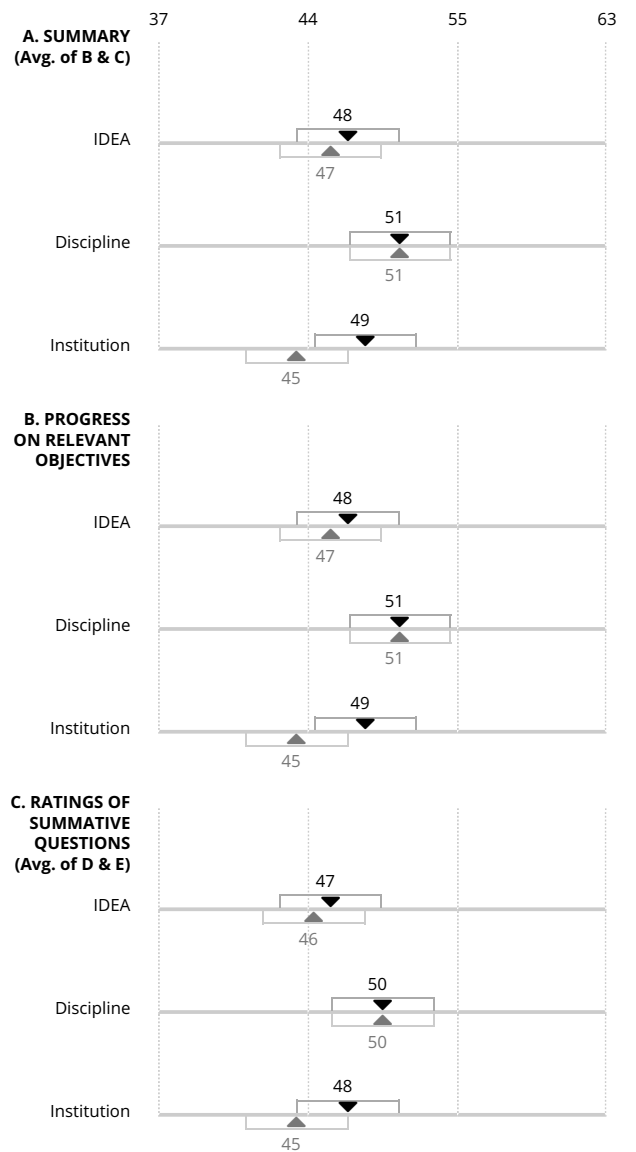 37 44 55 63
A. SUMMARY
(Avg. of B & C)
48
IDEA
47
51
Discipline
51
49
Institution
45
B. PROGRESS
ON RELEVANT
OBJECTIVES
48
IDEA
47
51
Discipline
51
49
Institution
45
C. RATINGS OF
SUMMATIVE
QUESTIONS
(Avg. of D & E)
47
IDEA
46
50
Discipline
50
48
Institution
45